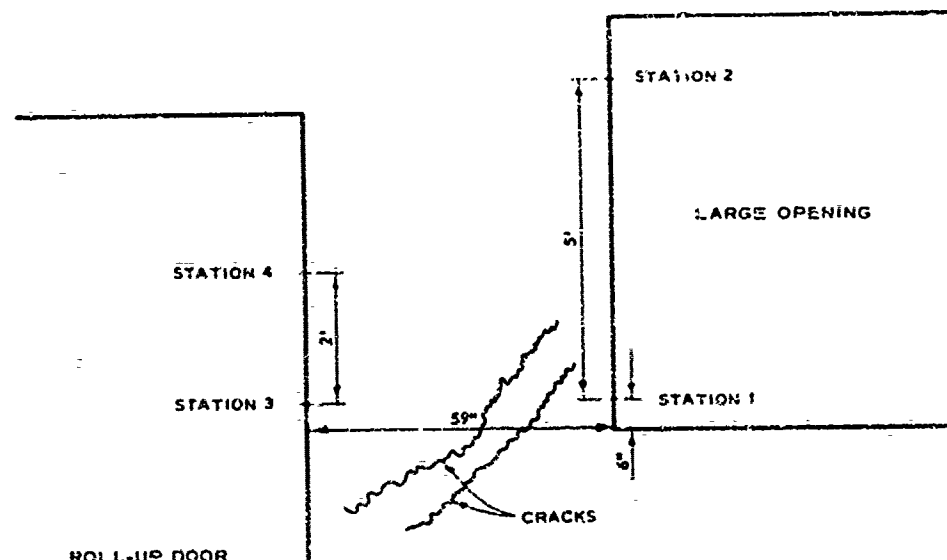 STATION 2
LARGE OPENING
5'
STATION 4
2'
STATION 3
STATION 1
59"
6"
CRACKS
ROLL-UP DOOR